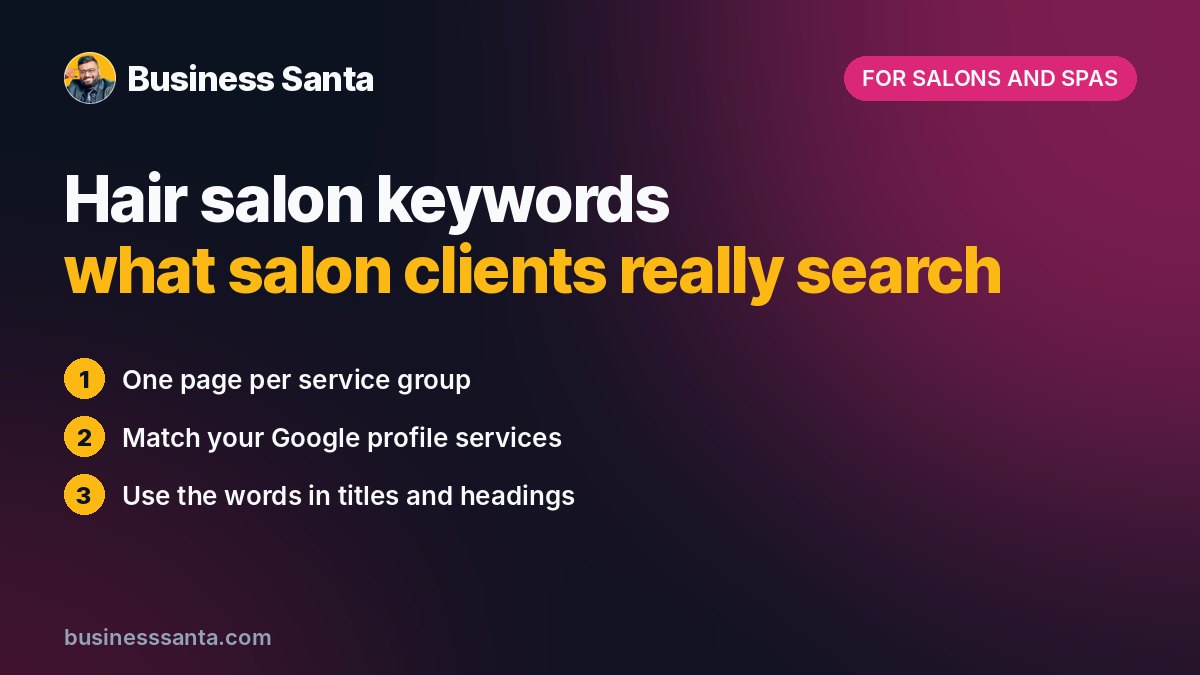 Business Santa
FOR SALONS AND SPAS
Hair salon keywords
what salon clients really search
1 One page per service group
2 Match your Google profile services
3 Use the words in titles and headings
businesssanta.com